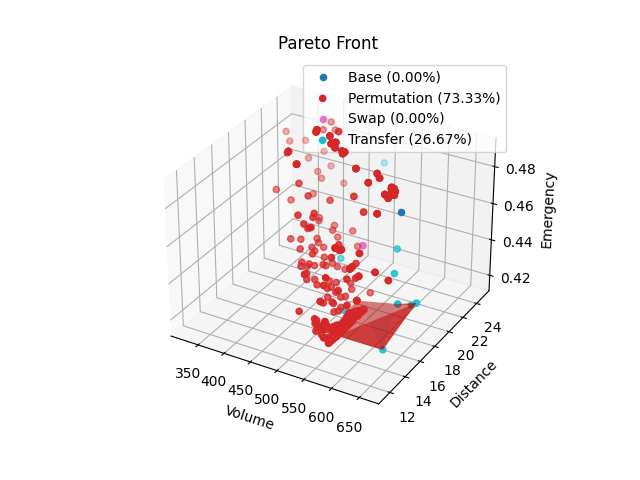 Pareto Front
Base (0.00%)
Permutation (73.33%)
Swap (0.00%)
Transfer (26.67%)
0.48
0.46
0.44
0.42
Emergency
24
22
20
18
16
14
12
Distance
350
400
450
500
550
600
650
Volume